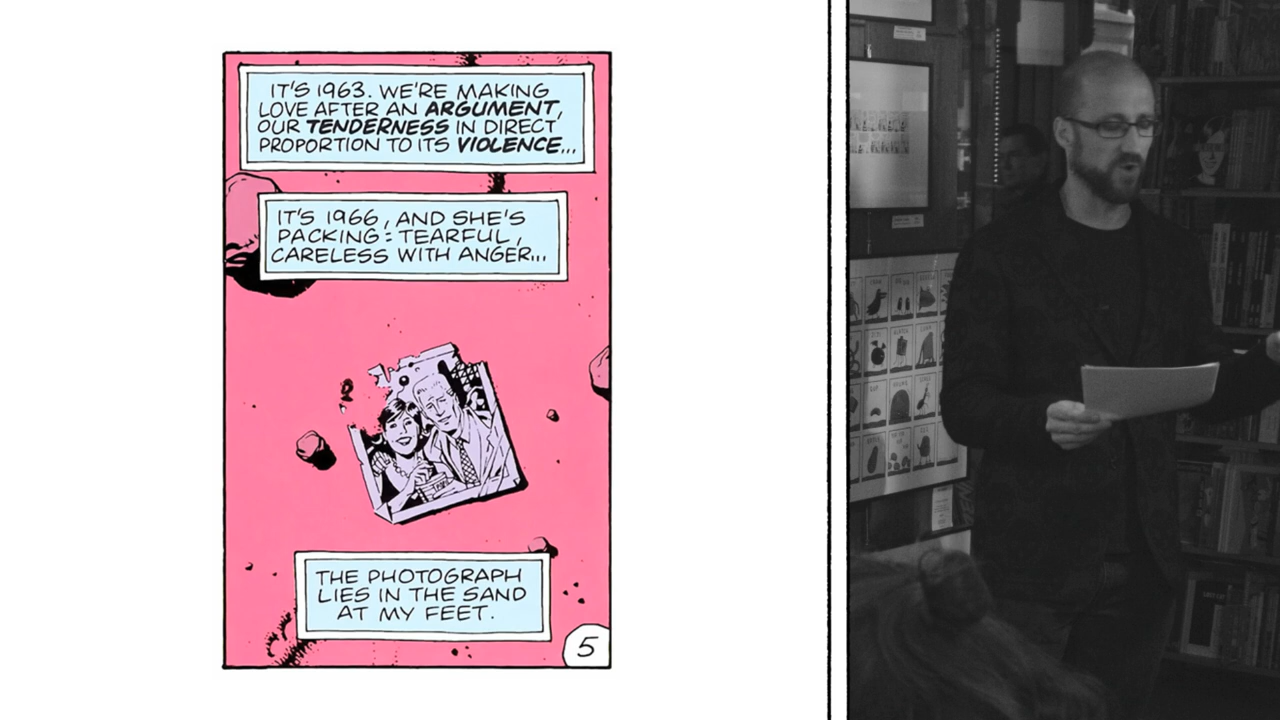 IT'S 1963. WE'RE MAKING
LOVE AFTER AN ARGUMENT,
OUR TENDERNESS IN DIRECT
PROPORTION TO ITS VIOLENCE...
IT'S 1966, AND SHE'S
PACKING: TEARFUL,
CARELESS WITH ANGER...
THE PHOTOGRAPH
LIES IN THE SAND
AT MY FEET.
5